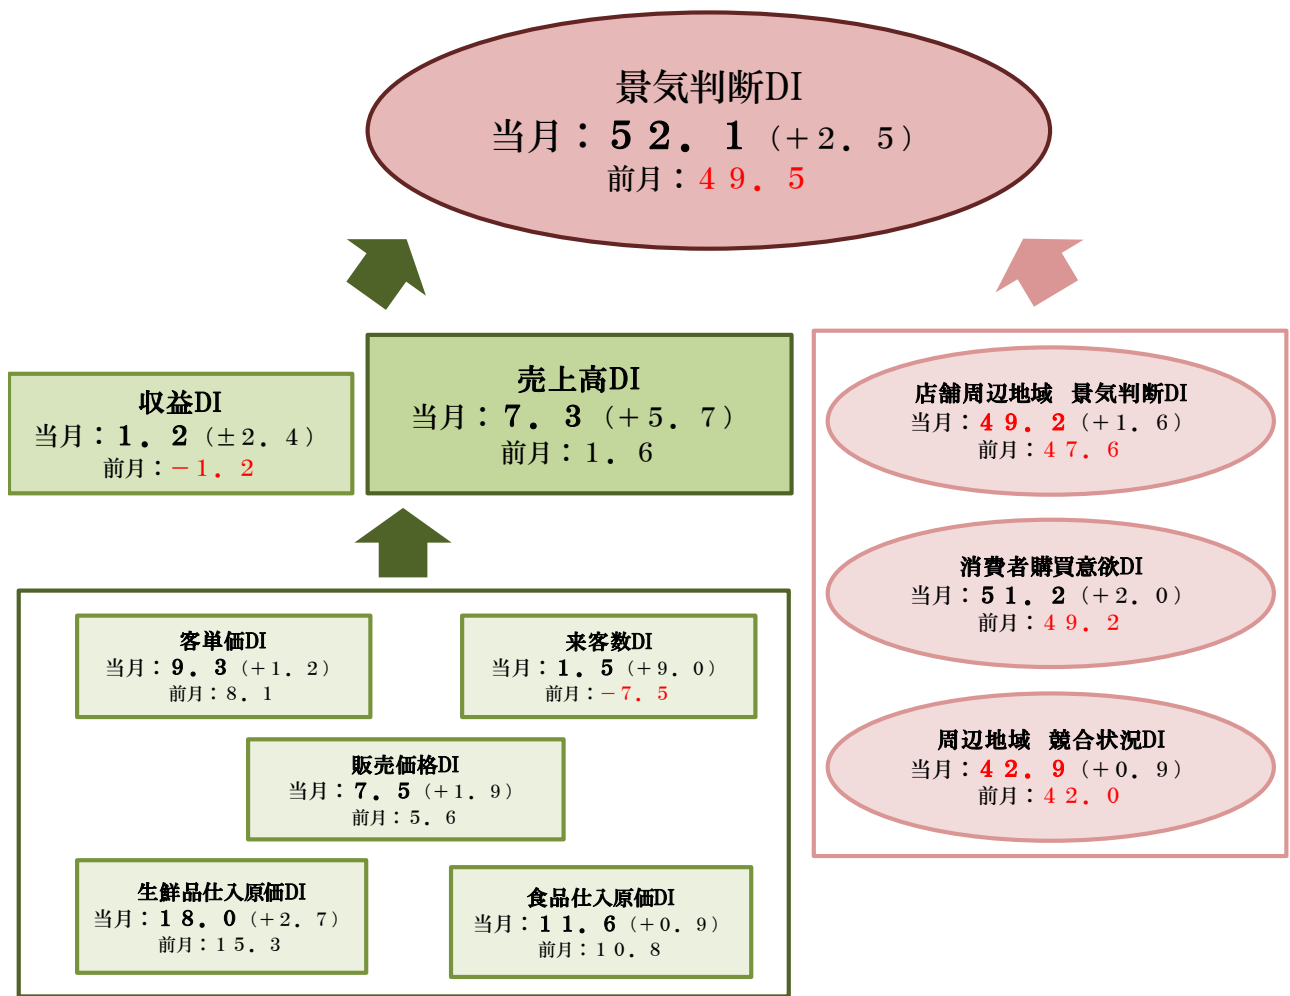 景気判断DI
当月：５２．１（＋２．５）
前月：４９．５
収益DI
当月：１．２（±２．４）
前月：－１．２
売上高DI
当月：７．３（＋５．７）
前月：１．６
客単価DI
当月：９．３（＋１．２）
前月：８．１
来客数DI
当月：１．５（＋９．０）
前月：－７．５
販売価格DI
当月：７．５（＋１．９）
前月：５．６
生鮮品仕入原価DI
当月：１８．０（＋２．７）
前月：１５．３
食品仕入原価DI
当月：１１．６（＋０．９）
前月：１０．８
店舗周辺地域　景気判断DI
当月：４９．２（＋１．６）
前月：４７．６
消費者購買意欲DI
当月：５１．２（＋２．０）
前月：４９．２
周辺地域　競合状況DI
当月：４２．９（＋０．９）
前月：４２．０